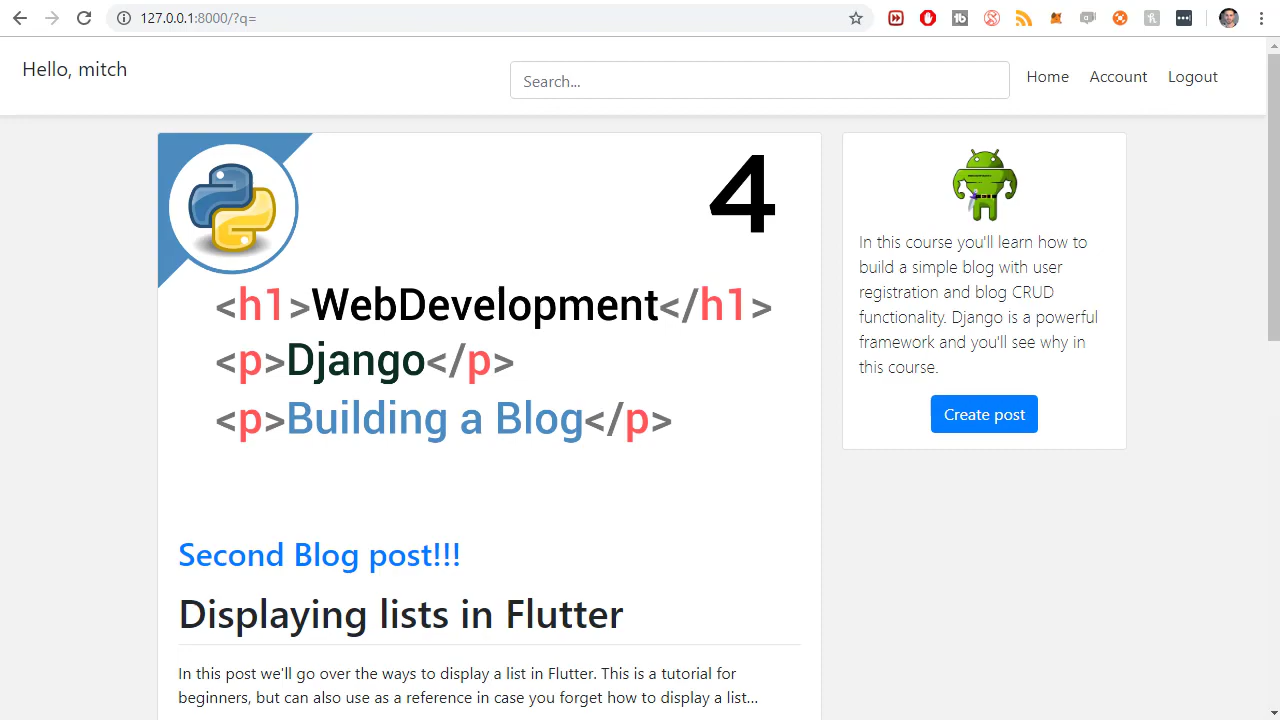 127.0.0.1:8000/?q=
Hello, mitch
Search...
Home
Account
Logout
4
<h1>WebDevelopment</h1>
<p>Django</p>
<p>Building a Blog</p>
Second Blog post!!!
Displaying lists in Flutter
In this post we'll go over the ways to display a list in Flutter. This is a tutorial for
beginners, but can also use as a reference in case you forget how to display a list...
In this course you'll learn how to
build a simple blog with user
registration and blog CRUD
functionality. Django is a powerful
framework and you'll see why in
this course.
Create post